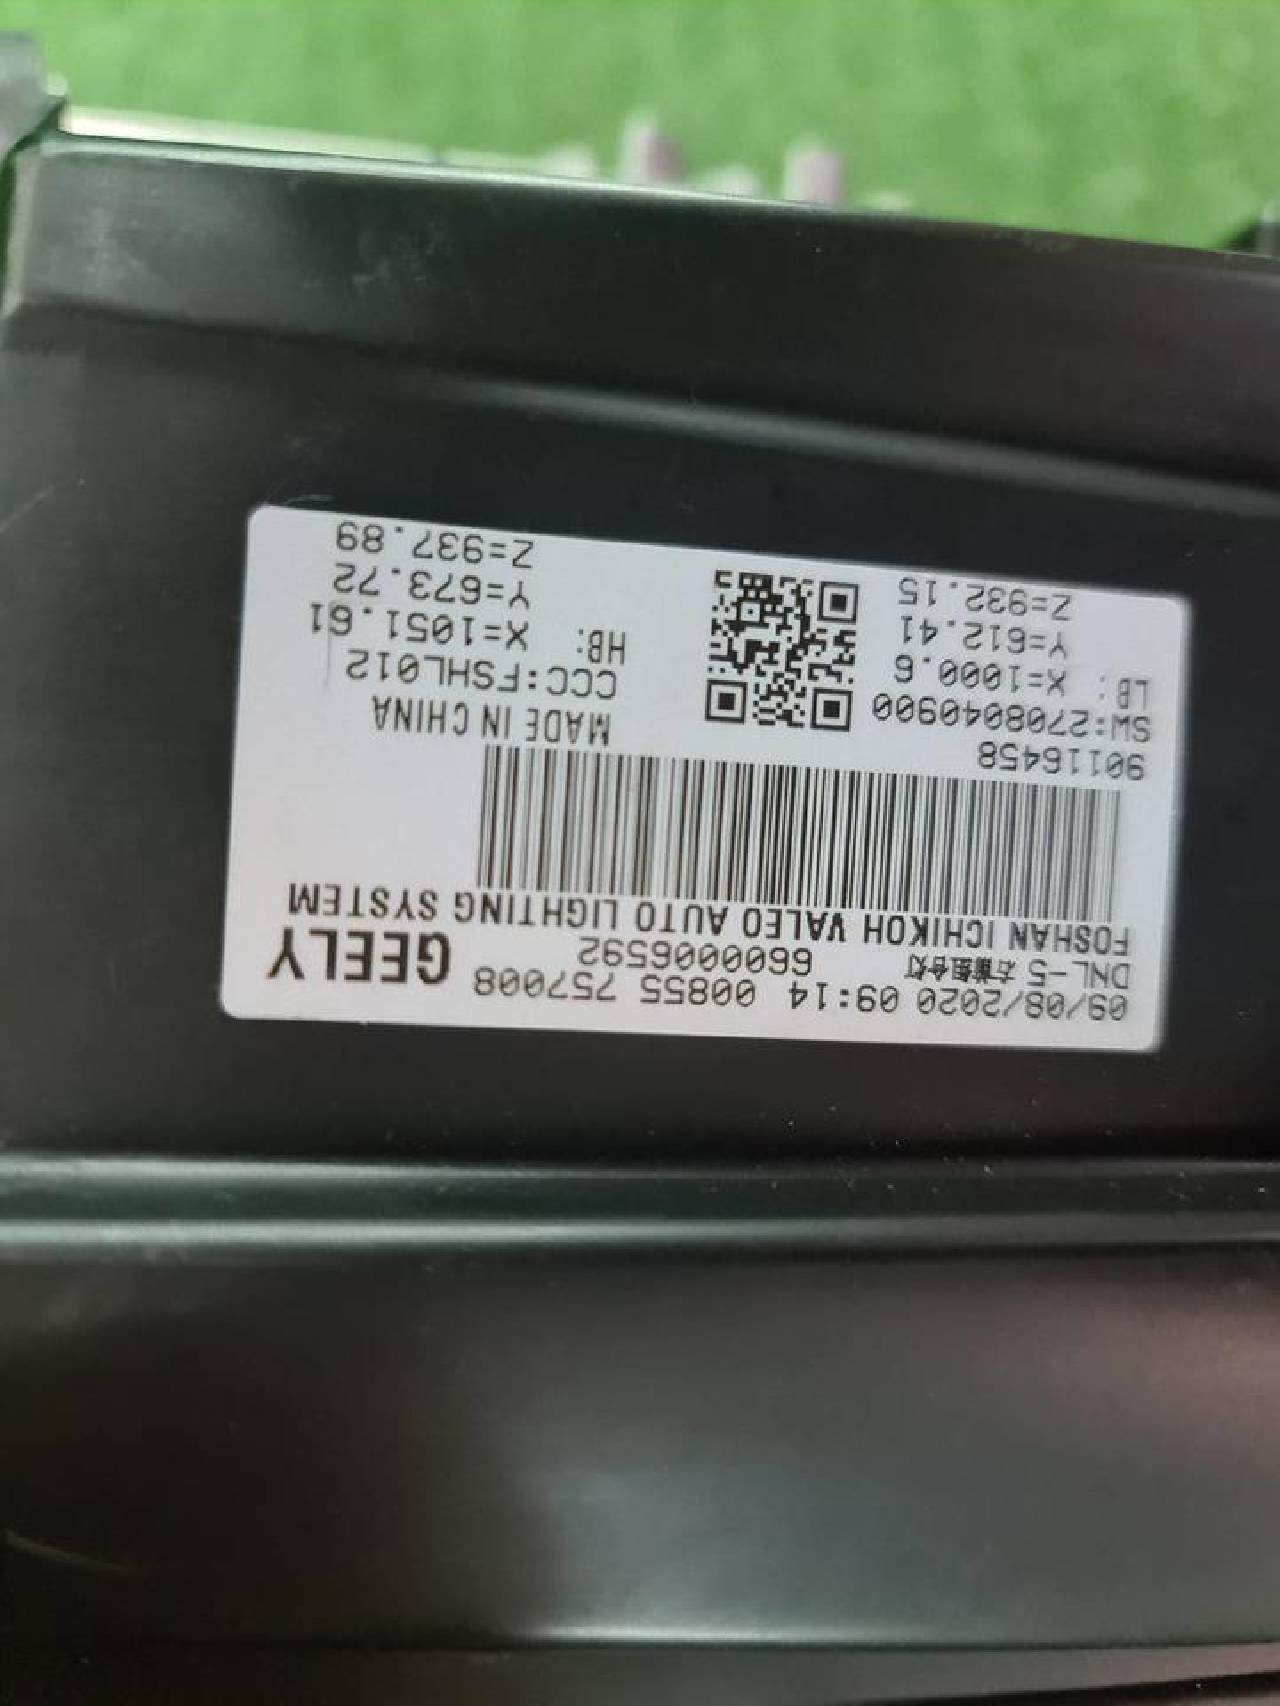 09/08/2020 09:14 00855 757008
DNL-5 右前组合灯 6600006592 GEELY
FOSHAN ICHIKOH VALEO AUTO LIGHTING SYSTEM
90116458 MADE IN CHINA
SW:2708040900 CCC:FSHL012
LB: X=1000.6 HB: X=1051.61
Y=612.41 Y=673.72
Z=932.15 Z=937.89